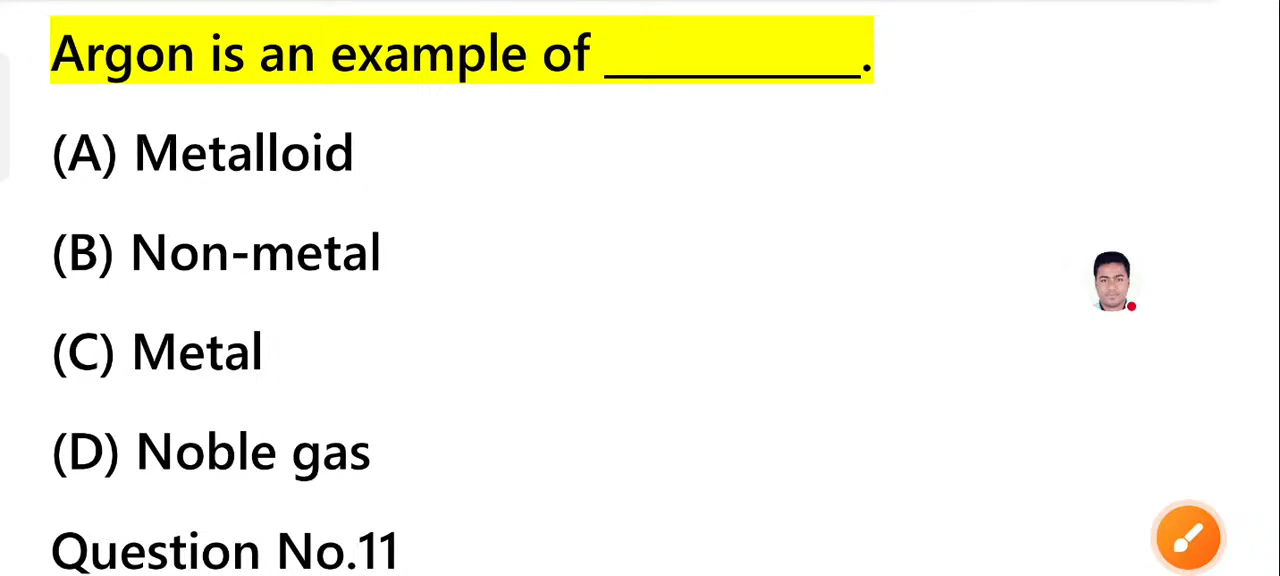 Argon is an example of __________.
(A) Metalloid
(B) Non-metal
(C) Metal
(D) Noble gas
Question No.11